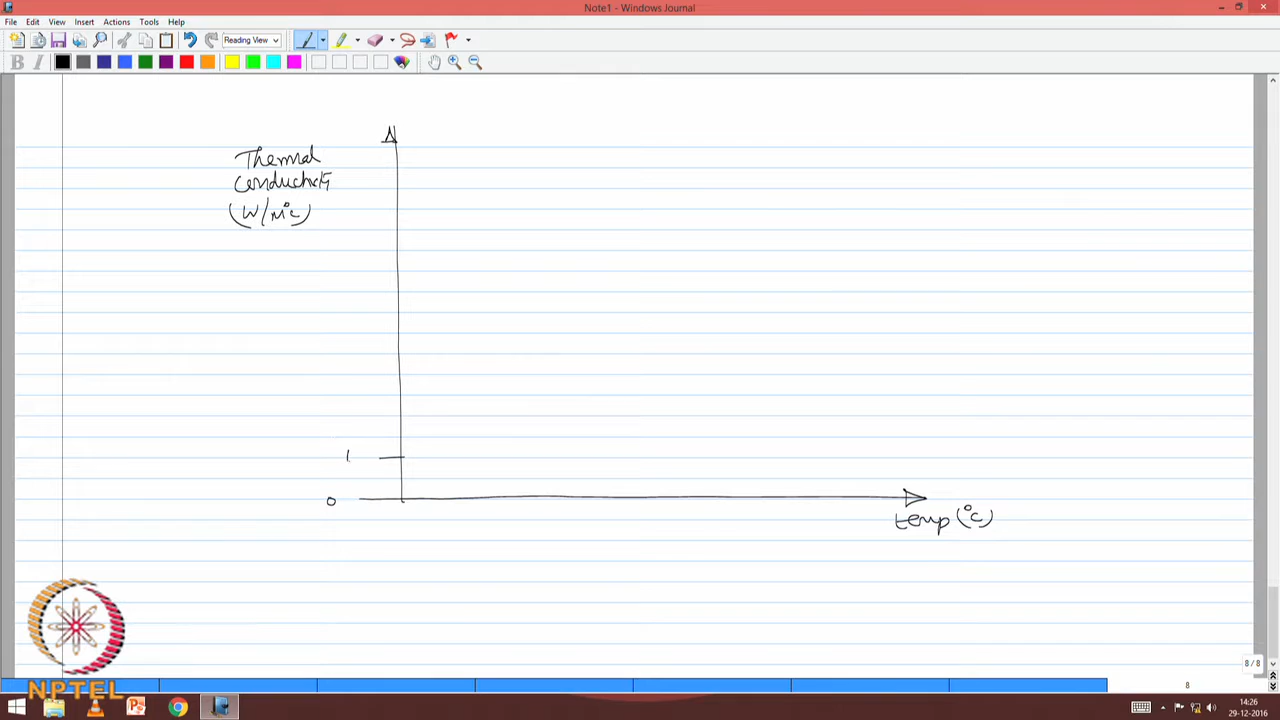 Note1 - Windows Journal
File Edit View Insert Actions Tools Help
Reading View
B I
Thermal
conductivity
(W/m°C)
1
0
temp (°C)
8 / 8
8
NPTEL
14:26
29-12-2016